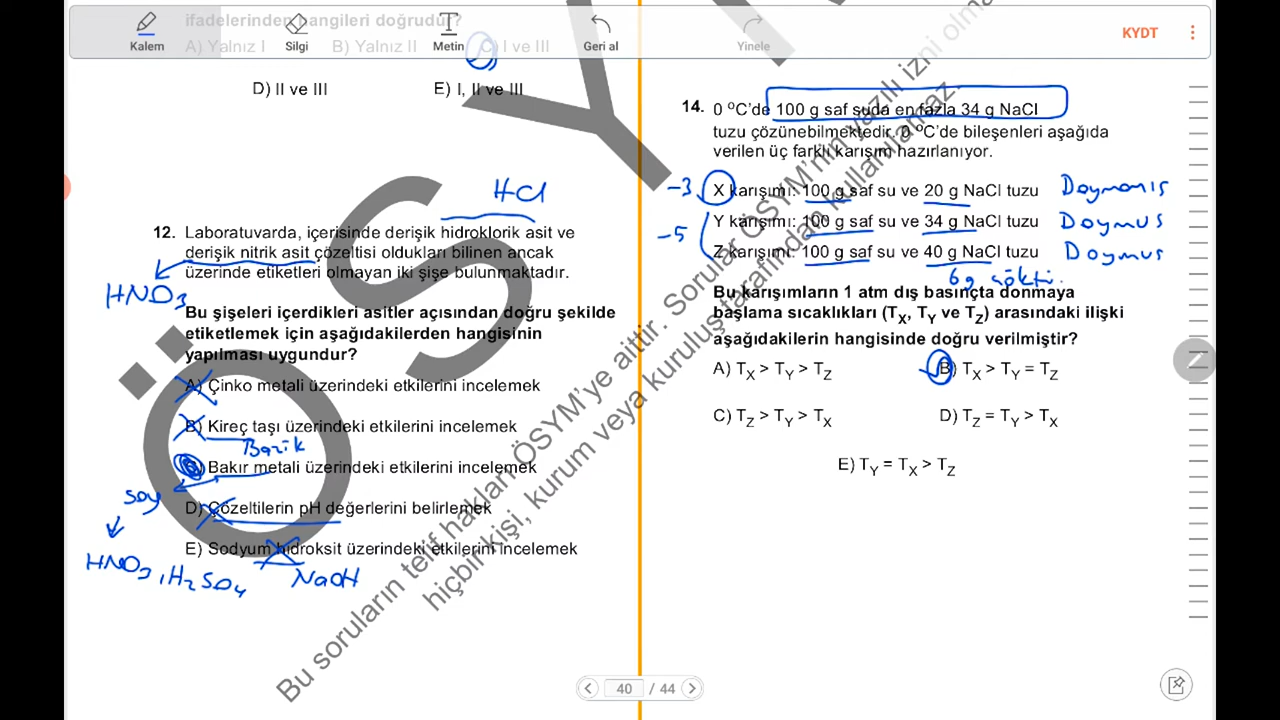 ifadelerinden hangileri doğrudur?
Kalem
Silgi
Metin
Geri al
Yinele
KYDT
A) Yalnız I B) Yalnız II C) I ve III
D) II ve III E) I, II ve III
HCl
12. Laboratuvarda, içerisinde derişik hidroklorik asit ve
derişik nitrik asit çözeltisi oldukları bilinen ancak
üzerinde etiketleri olmayan iki şişe bulunmaktadır.
HNO3
Bu şişeleri içerdikleri asitler açısından doğru şekilde
etiketlemek için aşağıdakilerden hangisinin
yapılması uygundur?
A) Çinko metali üzerindeki etkilerini incelemek
B) Kireç taşı üzerindeki etkilerini incelemek
Bazik
C) Bakır metali üzerindeki etkilerini incelemek
soy
D) Çözeltilerin pH değerlerini belirlemek
E) Sodyum hidroksit üzerindeki etkilerini incelemek
HNO3, H2SO4
NaOH
14. 0 ºC'de 100 g saf suda en fazla 34 g NaCl
tuzu çözünebilmektedir. 0 ºC'de bileşenleri aşağıda
verilen üç farklı karışım hazırlanıyor.
-3 X karışımı: 100 g saf su ve 20 g NaCl tuzu Doymamış
Y karışımı: 100 g saf su ve 34 g NaCl tuzu Doymuş
-5
Z karışımı: 100 g saf su ve 40 g NaCl tuzu Doymuş
6g çöktü
Bu karışımların 1 atm dış basınçta donmaya
başlama sıcaklıkları (TX, TY ve TZ) arasındaki ilişki
aşağıdakilerin hangisinde doğru verilmiştir?
A) TX > TY > TZ B) TX > TY = TZ
C) TZ > TY > TX D) TZ = TY > TX
E) TY = TX > TZ
ÖSY
Bu soruların telif hakları ÖSYM'ye aittir. Sorular ÖSYM'nin yazılı izni olma
hiçbir kişi, kurum veya kuruluş tarafından kullanılamaz.
40 / 44